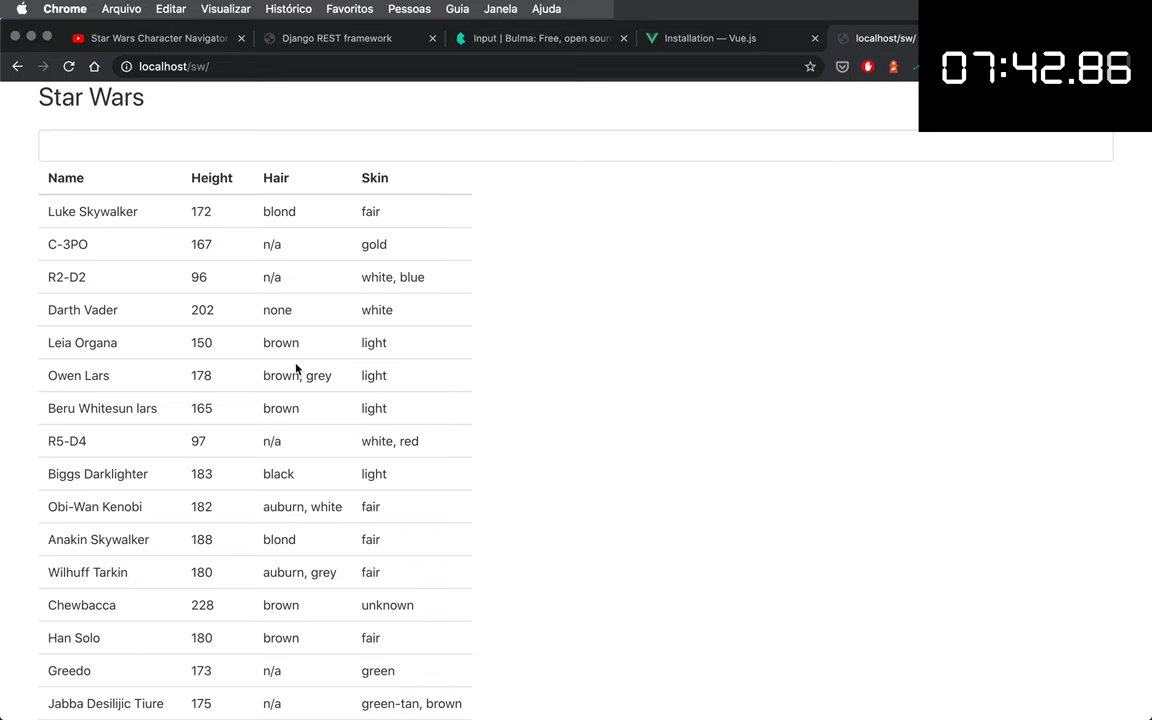 Chrome Arquivo Editar Visualizar Histórico Favoritos Pessoas Guia Janela Ajuda
Star Wars Character Navigator Django REST framework Input | Bulma: Free, open sour Installation — Vue.js localhost/sw/
localhost/sw/
07:42.86
Star Wars
Name Height Hair Skin
Luke Skywalker 172 blond fair
C-3PO 167 n/a gold
R2-D2 96 n/a white, blue
Darth Vader 202 none white
Leia Organa 150 brown light
Owen Lars 178 brown, grey light
Beru Whitesun lars 165 brown light
R5-D4 97 n/a white, red
Biggs Darklighter 183 black light
Obi-Wan Kenobi 182 auburn, white fair
Anakin Skywalker 188 blond fair
Wilhuff Tarkin 180 auburn, grey fair
Chewbacca 228 brown unknown
Han Solo 180 brown fair
Greedo 173 n/a green
Jabba Desilijic Tiure 175 n/a green-tan, brown